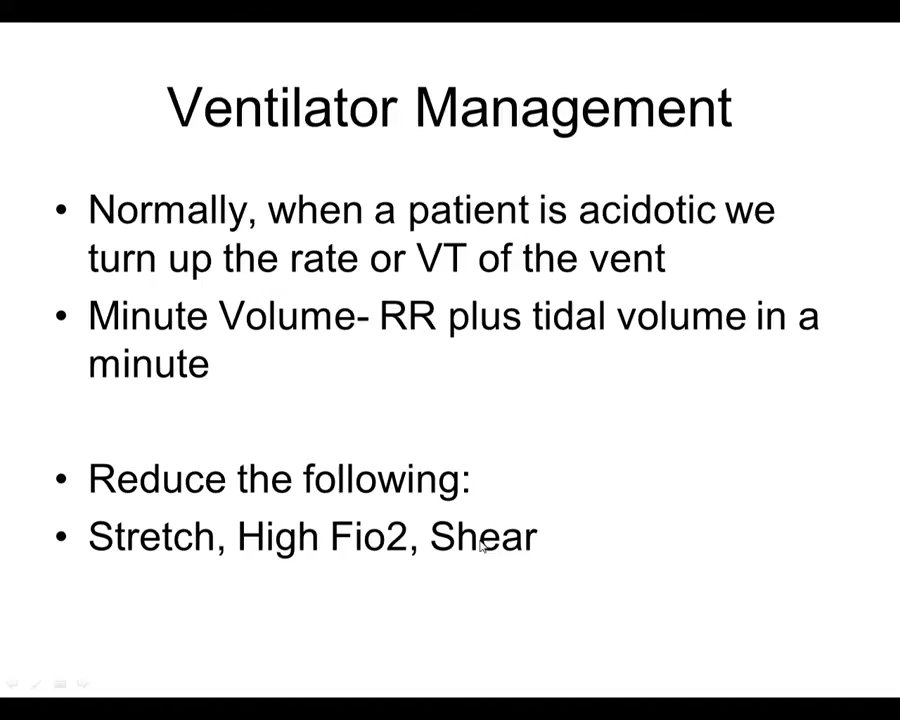 Ventilator Management
• Normally, when a patient is acidotic we
turn up the rate or VT of the vent
• Minute Volume- RR plus tidal volume in a
minute
• Reduce the following:
• Stretch, High Fio2, Shear